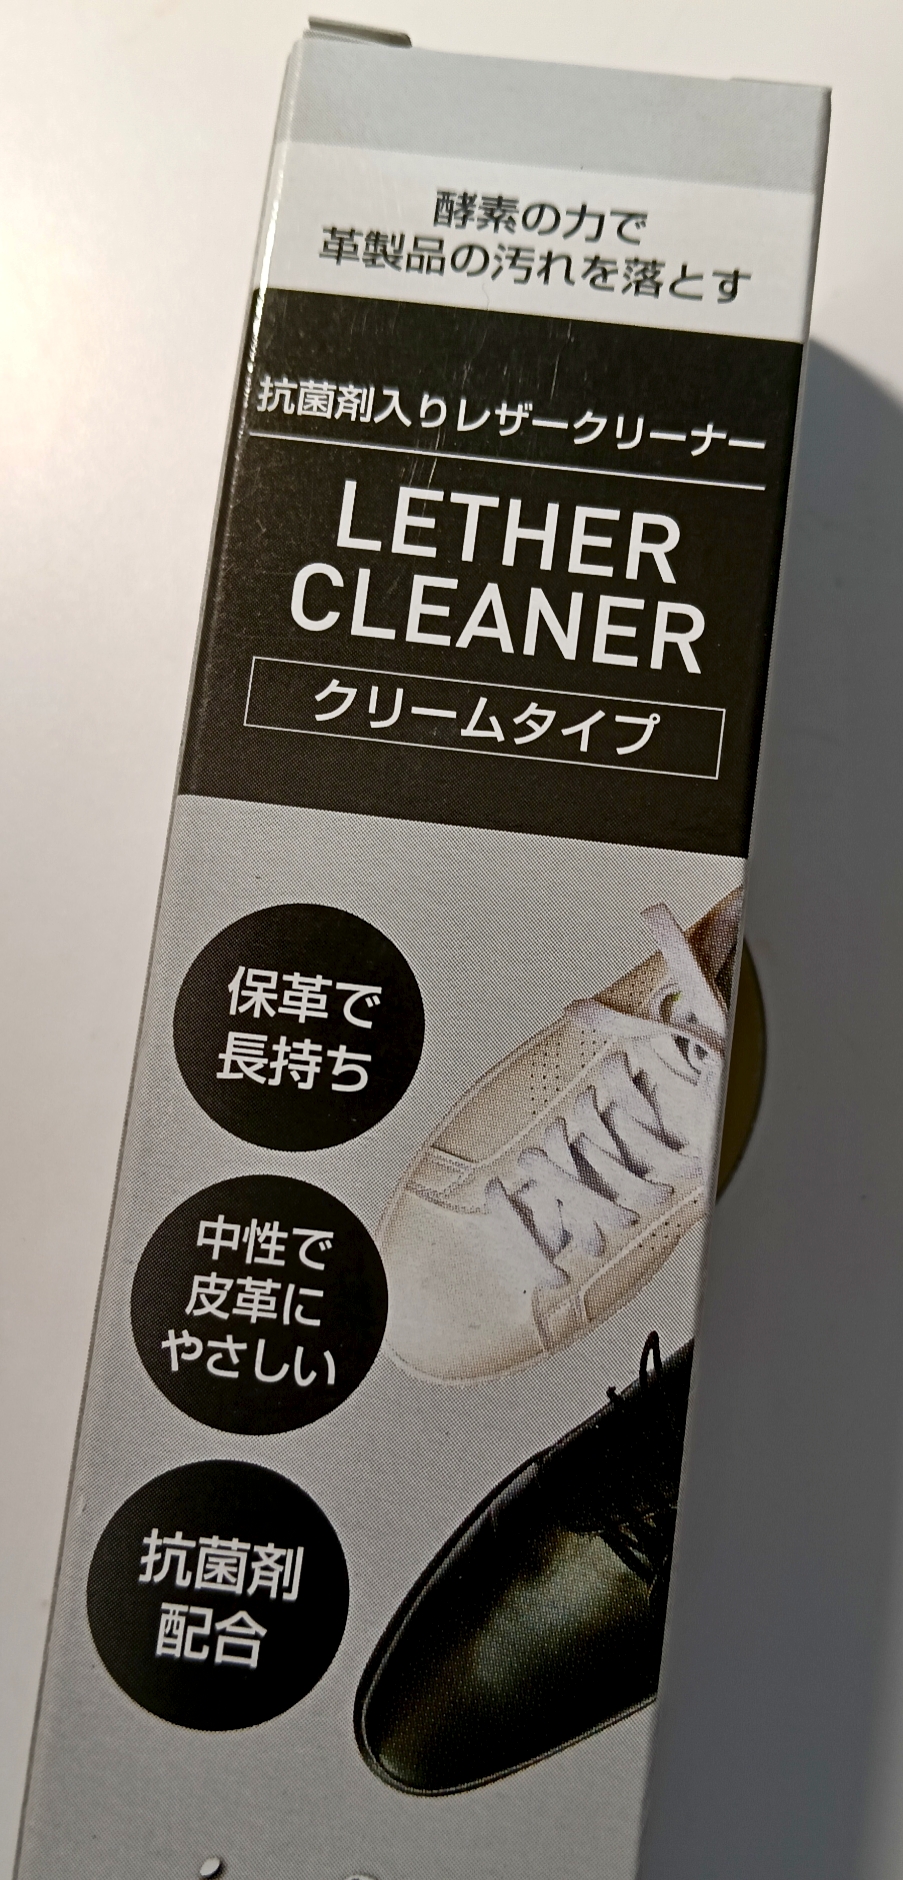 酵素の力で
革製品の汚れを落とす
抗菌剤入りレザークリーナー
LETHER
CLEANER
クリームタイプ
保革で
長持ち
中性で
皮革に
やさしい
抗菌剤
配合